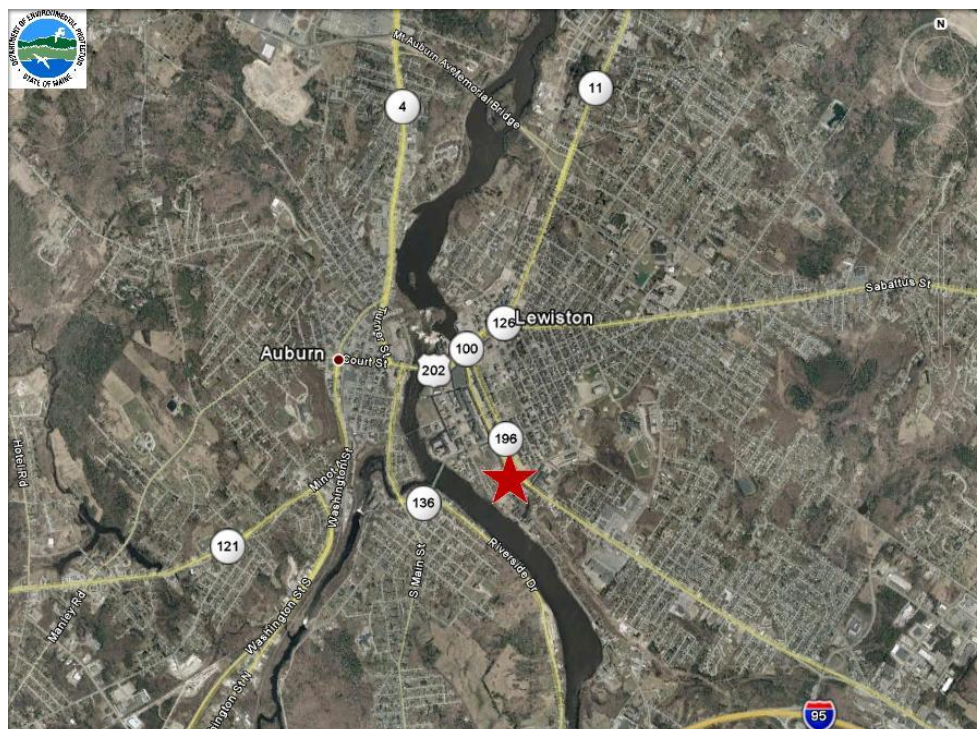 DEPARTMENT OF ENVIRONMENTAL PROTECTION
STATE OF MAINE
N
Mt Auburn Ave
Memorial Bridge
4
11
Sabattus St
126
Lewiston
Turner St
100
Auburn
Court St
202
196
Hotel Rd
Minot A
Washington St
136
121
Riverside Dr
S Main St
Manley Rd
Washington St S
hington St N
95